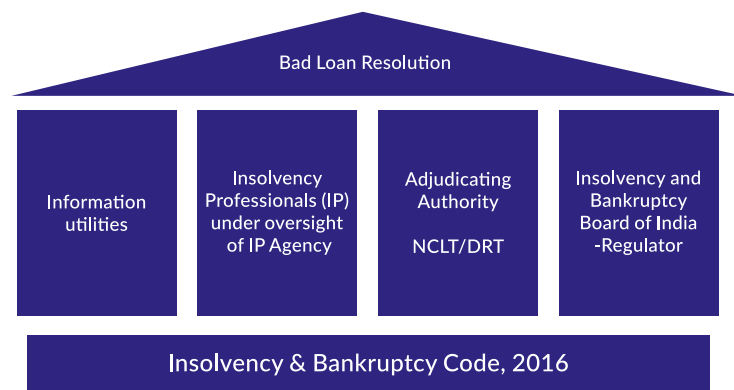 Bad Loan Resolution
Information
utilities
Insolvency
Professionals (IP)
under oversight
of IP Agency
Adjudicating
Authority
NCLT/DRT
Insolvency and
Bankruptcy
Board of India
-Regulator
Insolvency & Bankruptcy Code, 2016